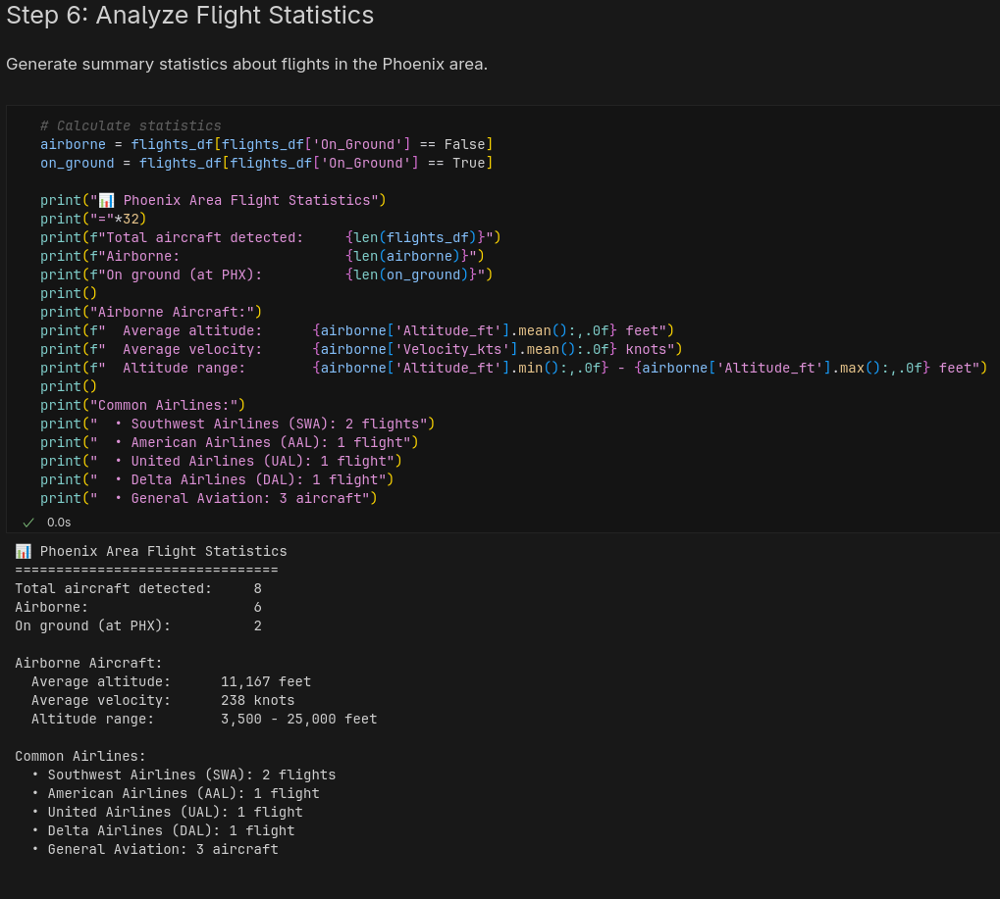 Step 6: Analyze Flight Statistics
Generate summary statistics about flights in the Phoenix area.
# Calculate statistics
airborne = flights_df[flights_df['On_Ground'] == False]
on_ground = flights_df[flights_df['On_Ground'] == True]
print("📊 Phoenix Area Flight Statistics")
print("="*32)
print(f"Total aircraft detected:     {len(flights_df)}")
print(f"Airborne:                    {len(airborne)}")
print(f"On ground (at PHX):          {len(on_ground)}")
print()
print("Airborne Aircraft:")
print(f"  Average altitude:      {airborne['Altitude_ft'].mean():,.0f} feet")
print(f"  Average velocity:      {airborne['Velocity_kts'].mean():.0f} knots")
print(f"  Altitude range:        {airborne['Altitude_ft'].min():,.0f} - {airborne['Altitude_ft'].max():,.0f} feet")
print()
print("Common Airlines:")
print("  • Southwest Airlines (SWA): 2 flights")
print("  • American Airlines (AAL): 1 flight")
print("  • United Airlines (UAL): 1 flight")
print("  • Delta Airlines (DAL): 1 flight")
print("  • General Aviation: 3 aircraft")
✓ 0.0s
📊 Phoenix Area Flight Statistics
================================
Total aircraft detected:     8
Airborne:                    6
On ground (at PHX):          2
Airborne Aircraft:
  Average altitude:      11,167 feet
  Average velocity:      238 knots
  Altitude range:        3,500 - 25,000 feet
Common Airlines:
  • Southwest Airlines (SWA): 2 flights
  • American Airlines (AAL): 1 flight
  • United Airlines (UAL): 1 flight
  • Delta Airlines (DAL): 1 flight
  • General Aviation: 3 aircraft